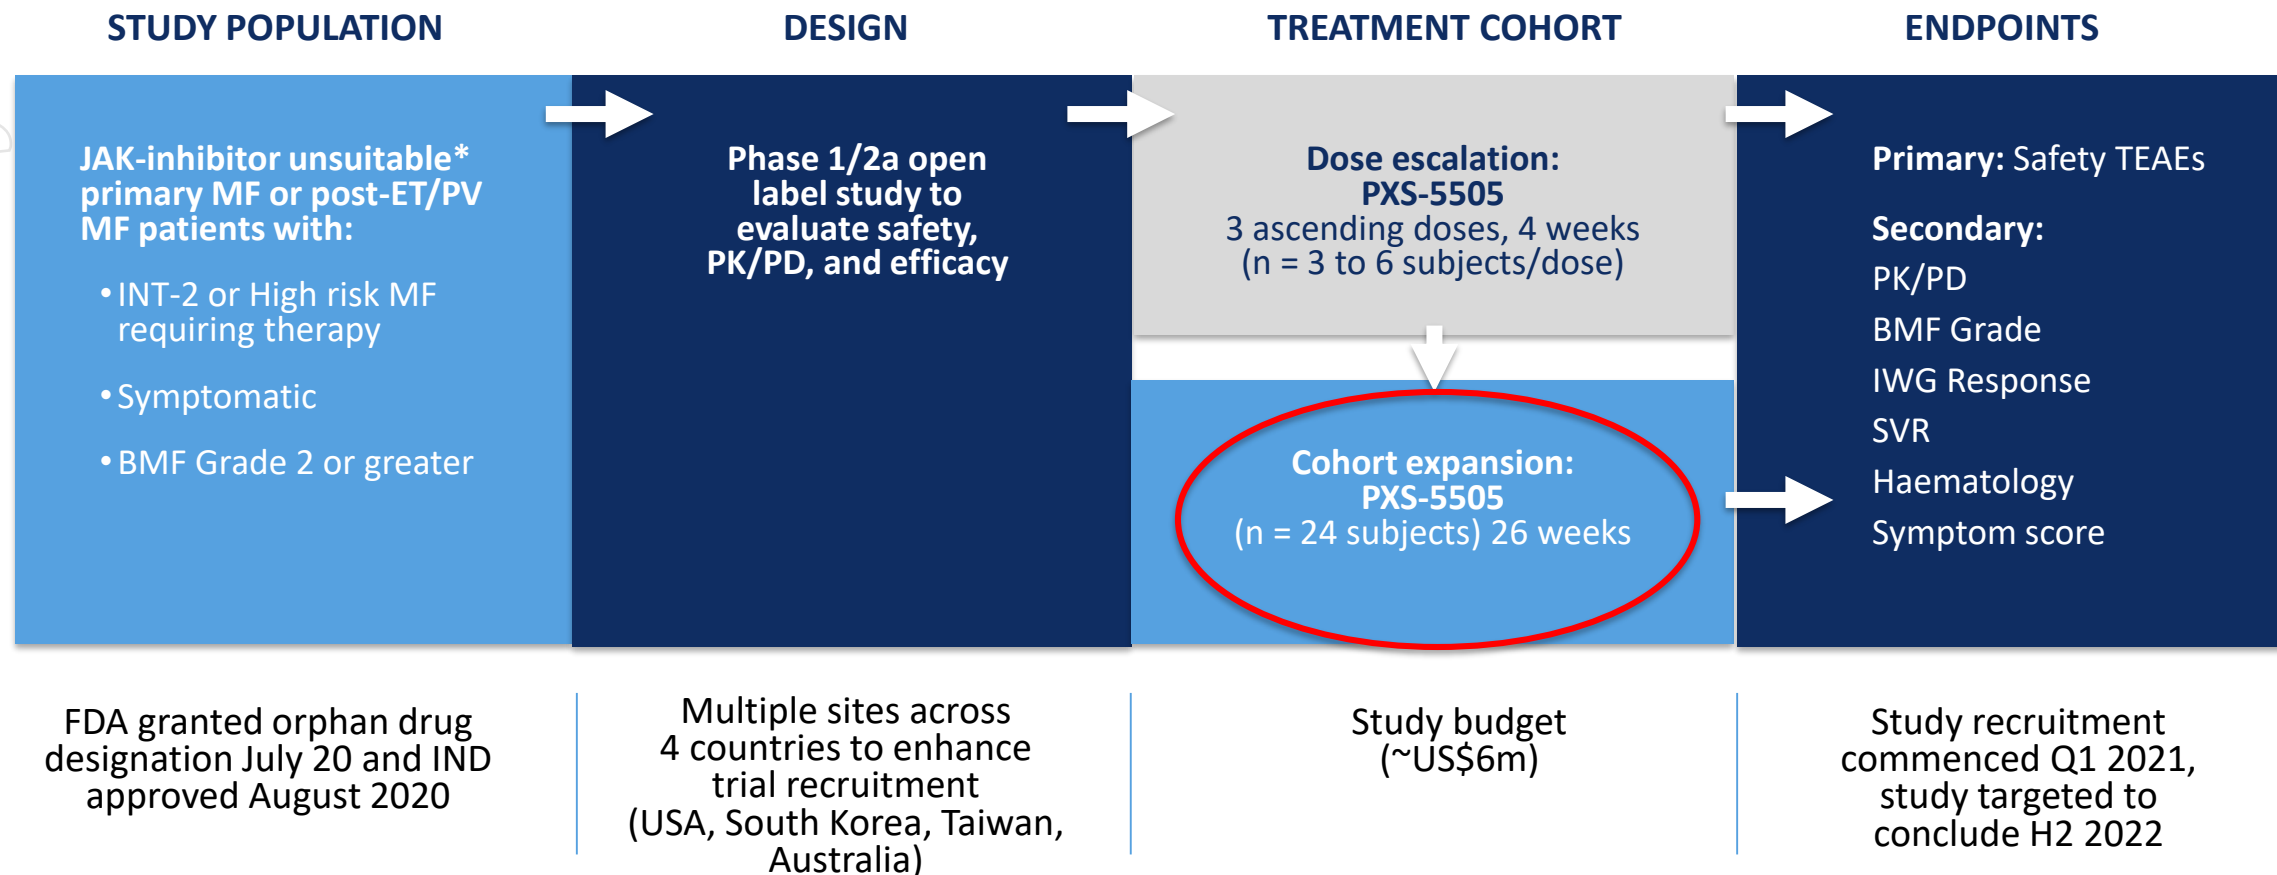 STUDY POPULATION
JAK-inhibitor unsuitable*
primary MF or post-ET/PV
MF patients with:
• INT-2 or High risk MF
requiring therapy
• Symptomatic
• BMF Grade 2 or greater
FDA granted orphan drug
designation July 20 and IND
approved August 2020
DESIGN
Phase 1/2a open
label study to
evaluate safety,
PK/PD, and efficacy
Multiple sites across
4 countries to enhance
trial recruitment
(USA, South Korea, Taiwan,
Australia)
TREATMENT COHORT
Dose escalation:
PXS-5505
3 ascending doses, 4 weeks
(n = 3 to 6 subjects/dose)
Cohort expansion:
PXS-5505
(n = 24 subjects) 26 weeks
Study budget
(~US$6m)
ENDPOINTS
Primary: Safety TEAEs
Secondary:
PK/PD
BMF Grade
IWG Response
SVR
Haematology
Symptom score
Study recruitment
commenced Q1 2021,
study targeted to
conclude H2 2022